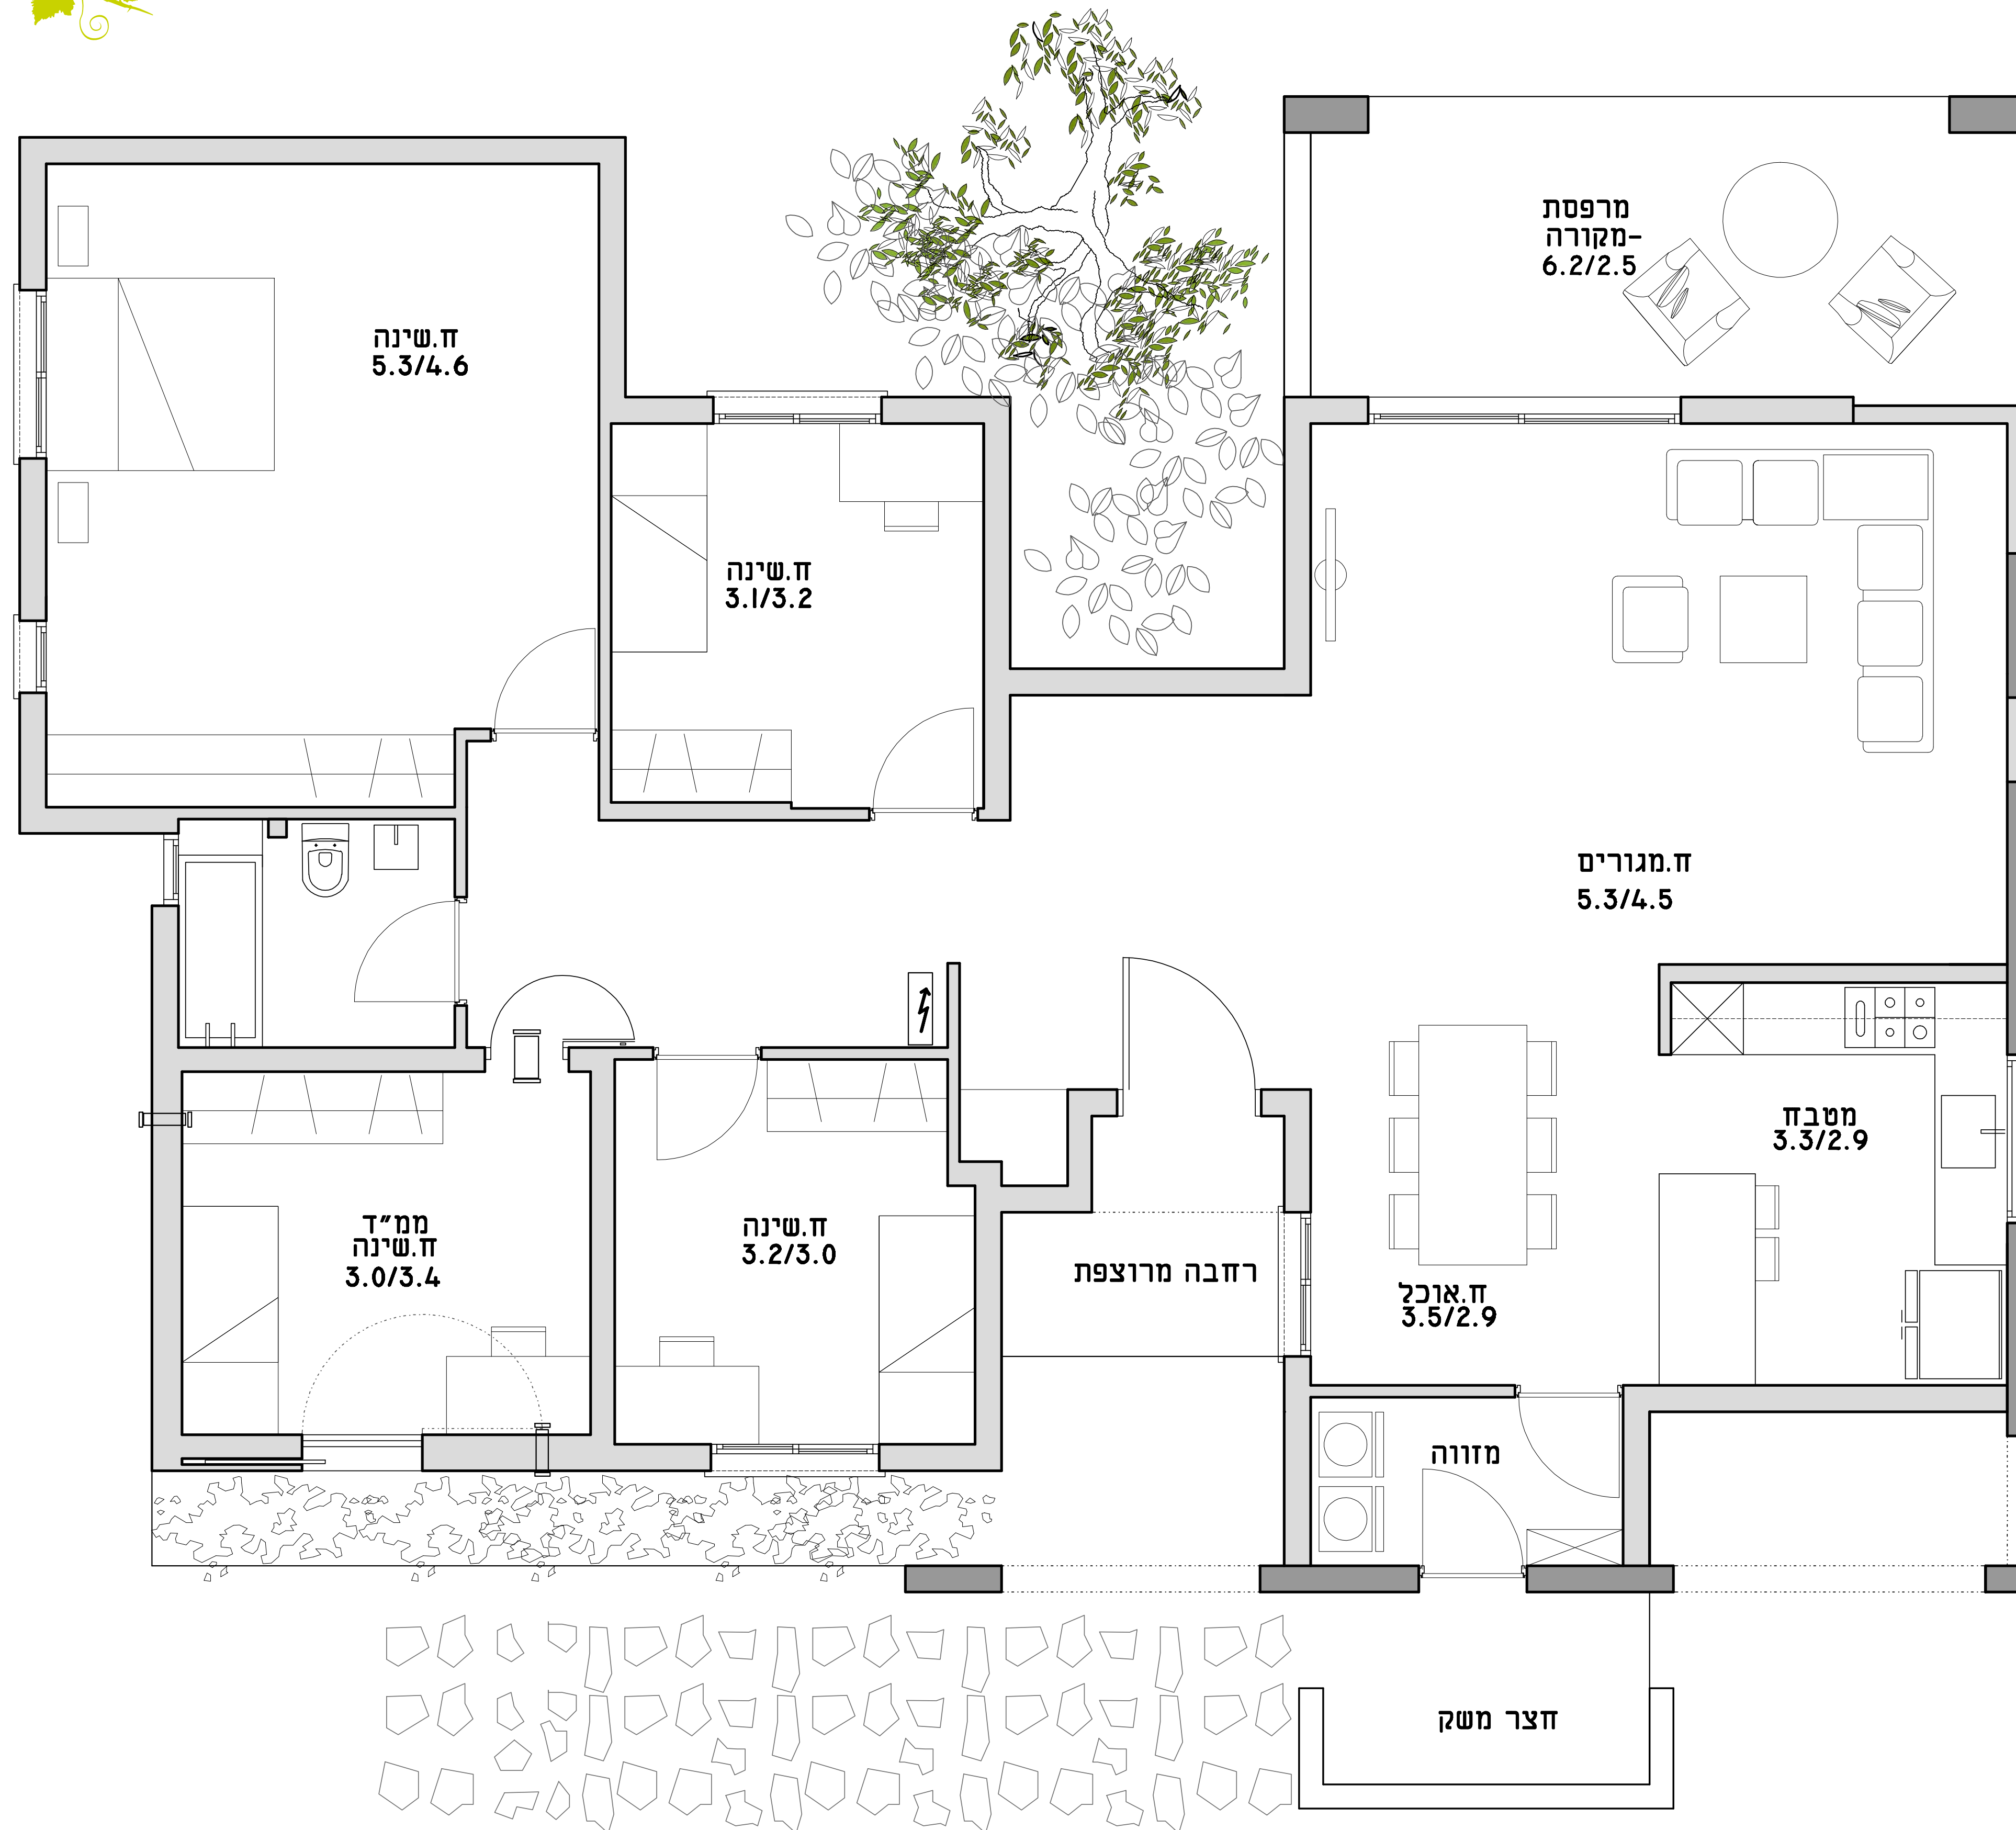 מרפסת
מקורה-
6.2/2.5
ח.שינה
5.3/4.6
ח.שינה
3.1/3.2
ח.מגורים
5.3/4.5
מטבח
3.3/2.9
ממ״ד
ח.שינה
3.0/3.4
ח.שינה
3.2/3.0
רחבה מרוצפת
ח.אוכל
3.5/2.9
מזווה
חצר משק